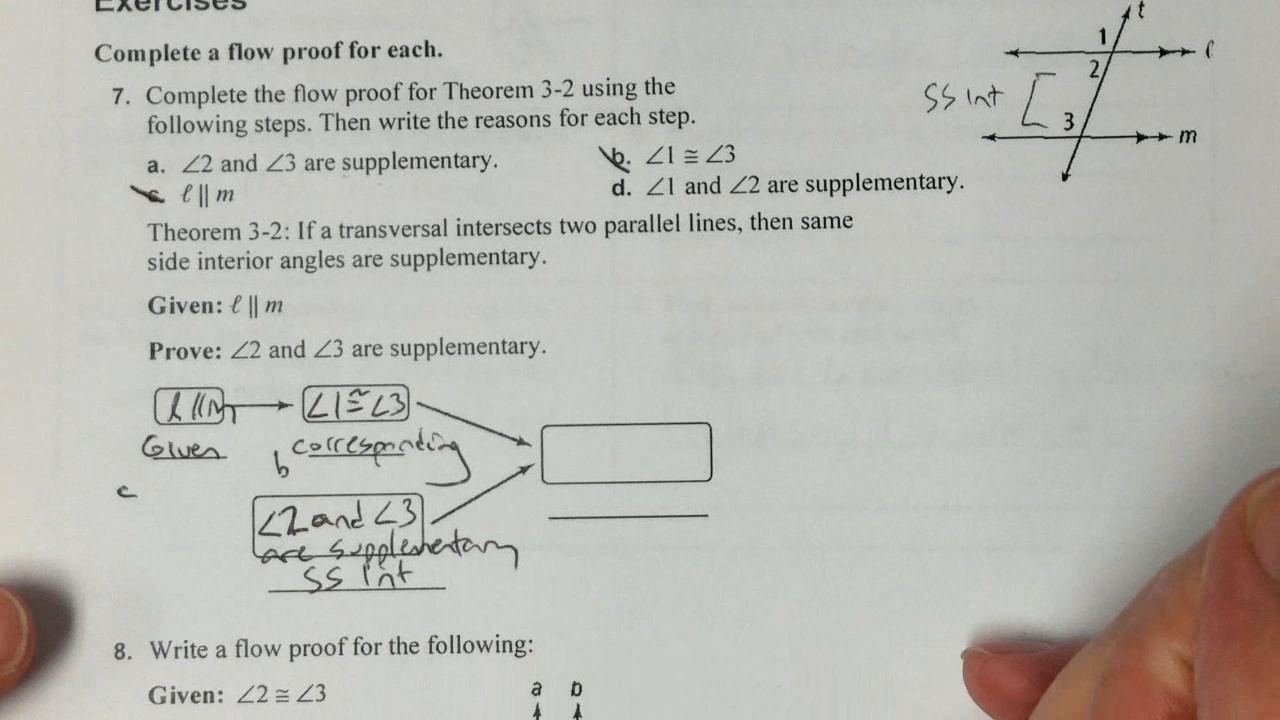 Exercises
Complete a flow proof for each.
7. Complete the flow proof for Theorem 3-2 using the
following steps. Then write the reasons for each step.
a. ∠2 and ∠3 are supplementary.
b. ∠1 ≅ ∠3
c. ℓ || m
d. ∠1 and ∠2 are supplementary.
t
1
ℓ
2
SS Int
3
m
Theorem 3-2: If a transversal intersects two parallel lines, then same
side interior angles are supplementary.
Given: ℓ || m
Prove: ∠2 and ∠3 are supplementary.
ℓ || m
∠1 ≅ ∠3
Given
b corresponding
c
∠2 and ∠3
are supplementary
SS Int
8. Write a flow proof for the following:
Given: ∠2 ≅ ∠3
a b